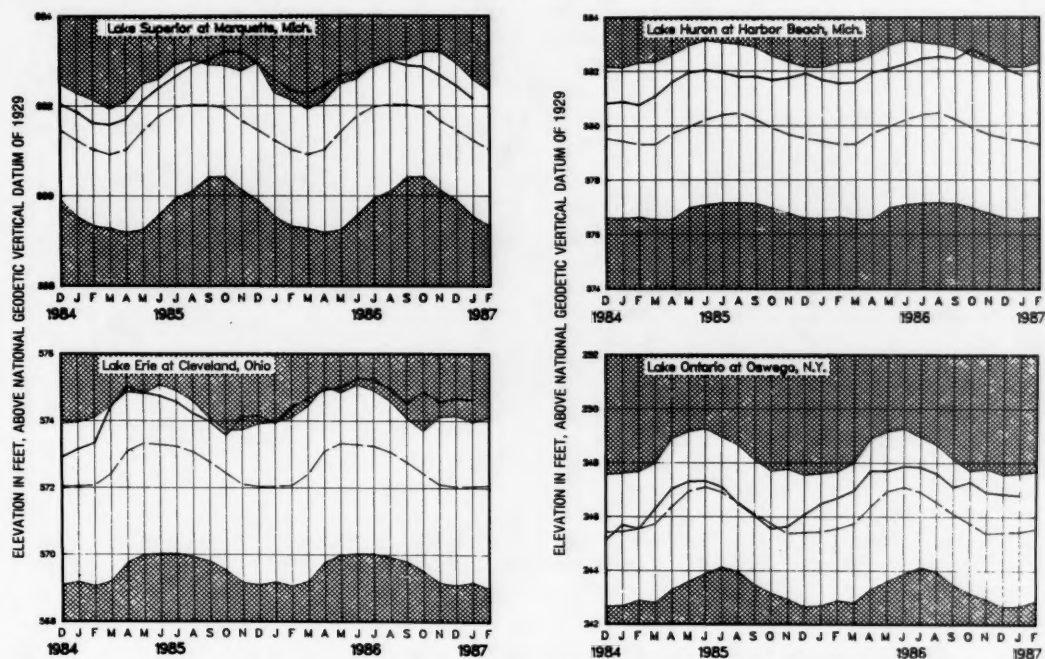 ELEVATION IN FEET, ABOVE NATIONAL GEODETIC VERTICAL DATUM OF 1929
Lake Superior at Marquette, Mich.
D J F M A M J J A S O N D J F M A M J J A S O N D J F
1984 1985 1986 1987
ELEVATION IN FEET, ABOVE NATIONAL GEODETIC VERTICAL DATUM OF 1929
Lake Huron at Harbor Beach, Mich.
584
582
580
578
576
574
D J F M A M J J A S O N D J F M A M J J A S O N D J F
1984 1985 1986 1987
Lake Erie at Cleveland, Ohio
576
574
572
570
568
D J F M A M J J A S O N D J F M A M J J A S O N D J F
1984 1985 1986 1987
Lake Ontario at Oswego, N.Y.
252
250
248
246
244
242
D J F M A M J J A S O N D J F M A M J J A S O N D J F
1984 1985 1986 1987